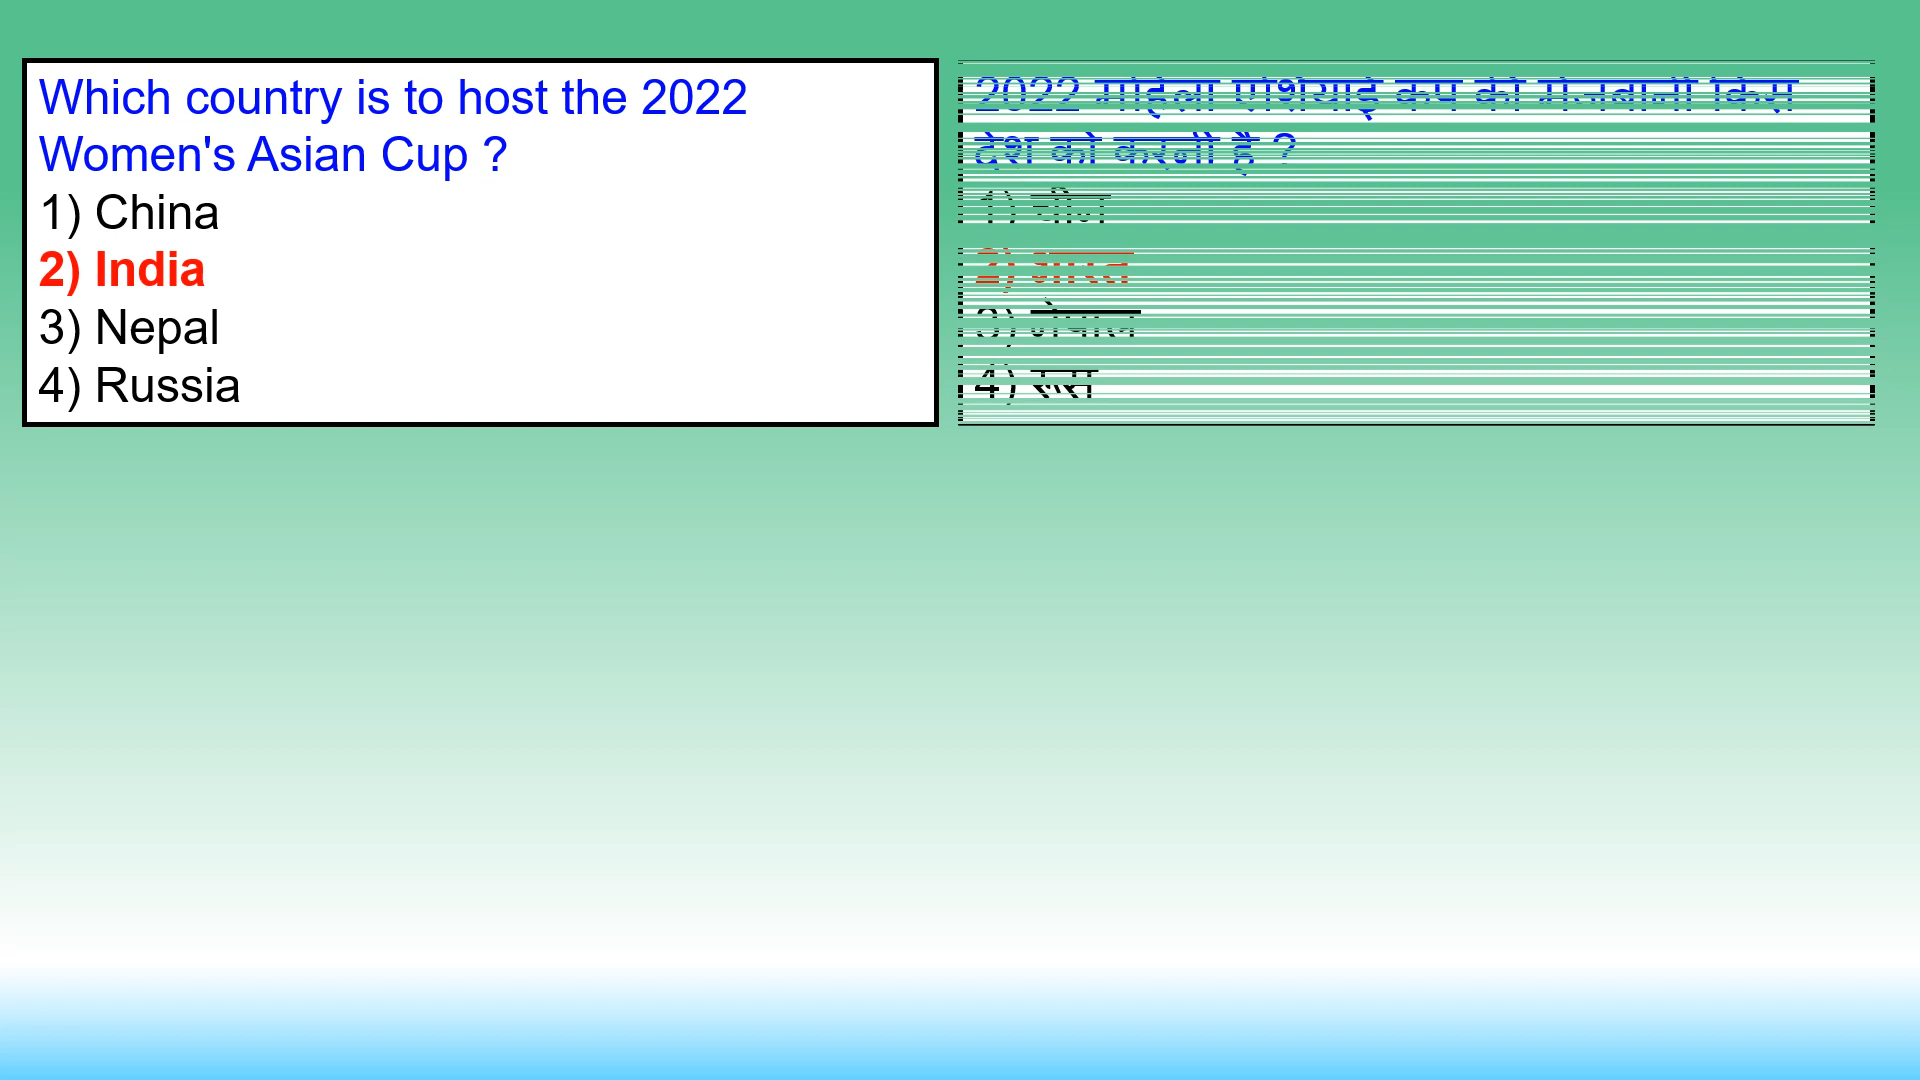 Which country is to host the 2022
Women's Asian Cup ?
1) China
2) India
3) Nepal
4) Russia
2022 महिला एशियाई कप की मेजबानी किस
देश को करनी है ?
1) चीन
2) भारत
3) नेपाल
4) रूस